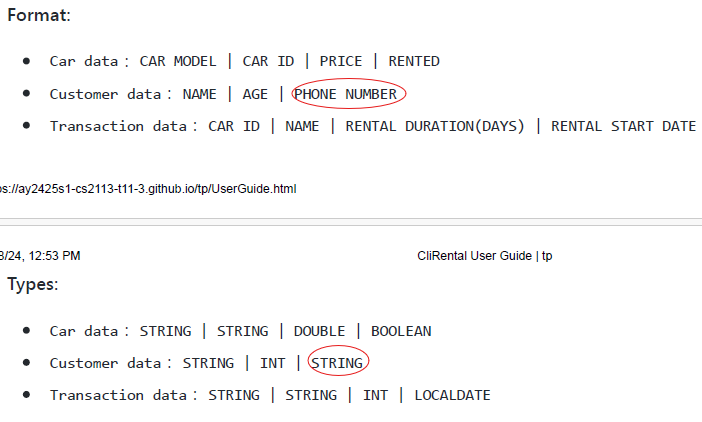 Format:
• Car data: CAR MODEL | CAR ID | PRICE | RENTED
• Customer data: NAME | AGE | PHONE NUMBER
• Transaction data: CAR ID | NAME | RENTAL DURATION(DAYS) | RENTAL START DATE
ps://ay2425s1-cs2113-t11-3.github.io/tp/UserGuide.html
8/24, 12:53 PM CliRental User Guide | tp
Types:
• Car data: STRING | STRING | DOUBLE | BOOLEAN
• Customer data: STRING | INT | STRING
• Transaction data: STRING | STRING | INT | LOCALDATE